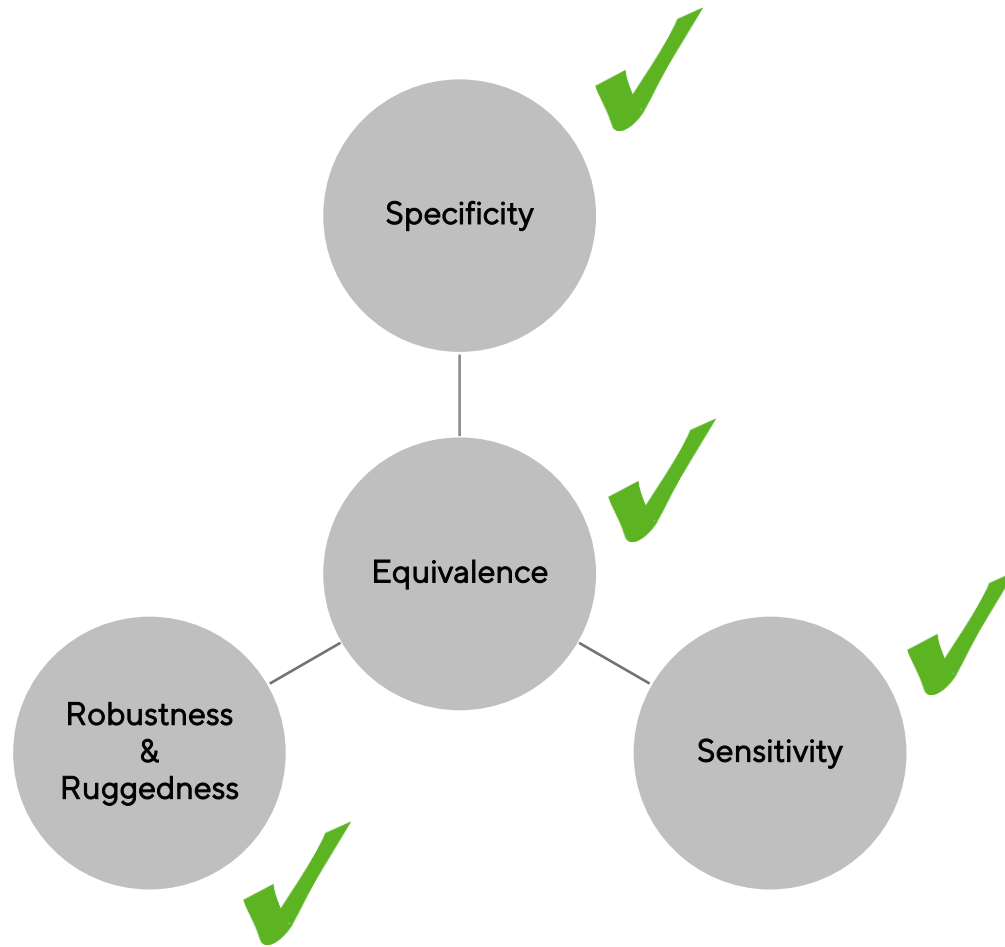 Specificity
Equivalence
Robustness
&
Ruggedness
Sensitivity